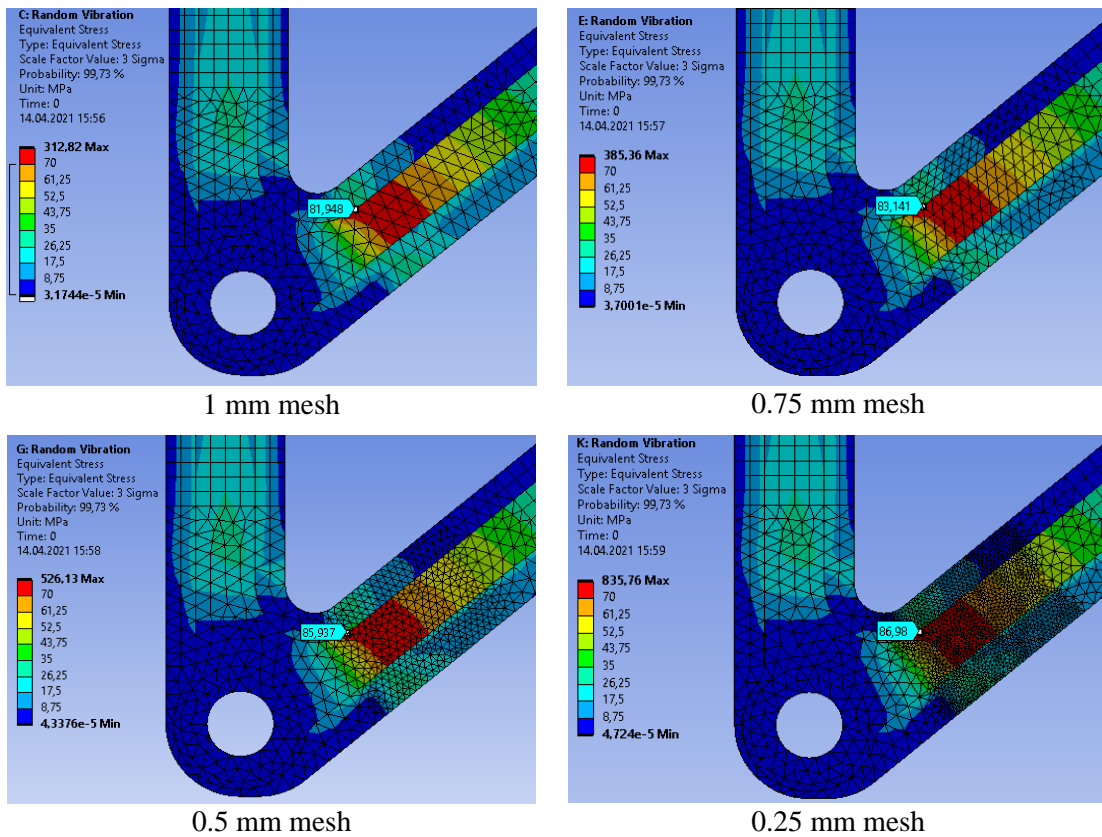 C: Random Vibration
Equivalent Stress
Type: Equivalent Stress
Scale Factor Value: 3 Sigma
Probability: 99,73 %
Unit: MPa
Time: 0
14.04.2021 15:56
312,82 Max
70
61,25
52,5
43,75
35
26,25
17,5
8,75
3,1744e-5 Min
81,948
1 mm mesh
E: Random Vibration
Equivalent Stress
Type: Equivalent Stress
Scale Factor Value: 3 Sigma
Probability: 99,73 %
Unit: MPa
Time: 0
14.04.2021 15:57
385,36 Max
70
61,25
52,5
43,75
35
26,25
17,5
8,75
3,7001e-5 Min
83,141
0.75 mm mesh
G: Random Vibration
Equivalent Stress
Type: Equivalent Stress
Scale Factor Value: 3 Sigma
Probability: 99,73 %
Unit: MPa
Time: 0
14.04.2021 15:58
526,13 Max
70
61,25
52,5
43,75
35
26,25
17,5
8,75
4,3376e-5 Min
85,937
0.5 mm mesh
K: Random Vibration
Equivalent Stress
Type: Equivalent Stress
Scale Factor Value: 3 Sigma
Probability: 99,73 %
Unit: MPa
Time: 0
14.04.2021 15:59
835,76 Max
70
61,25
52,5
43,75
35
26,25
17,5
8,75
4,724e-5 Min
86,98
0.25 mm mesh